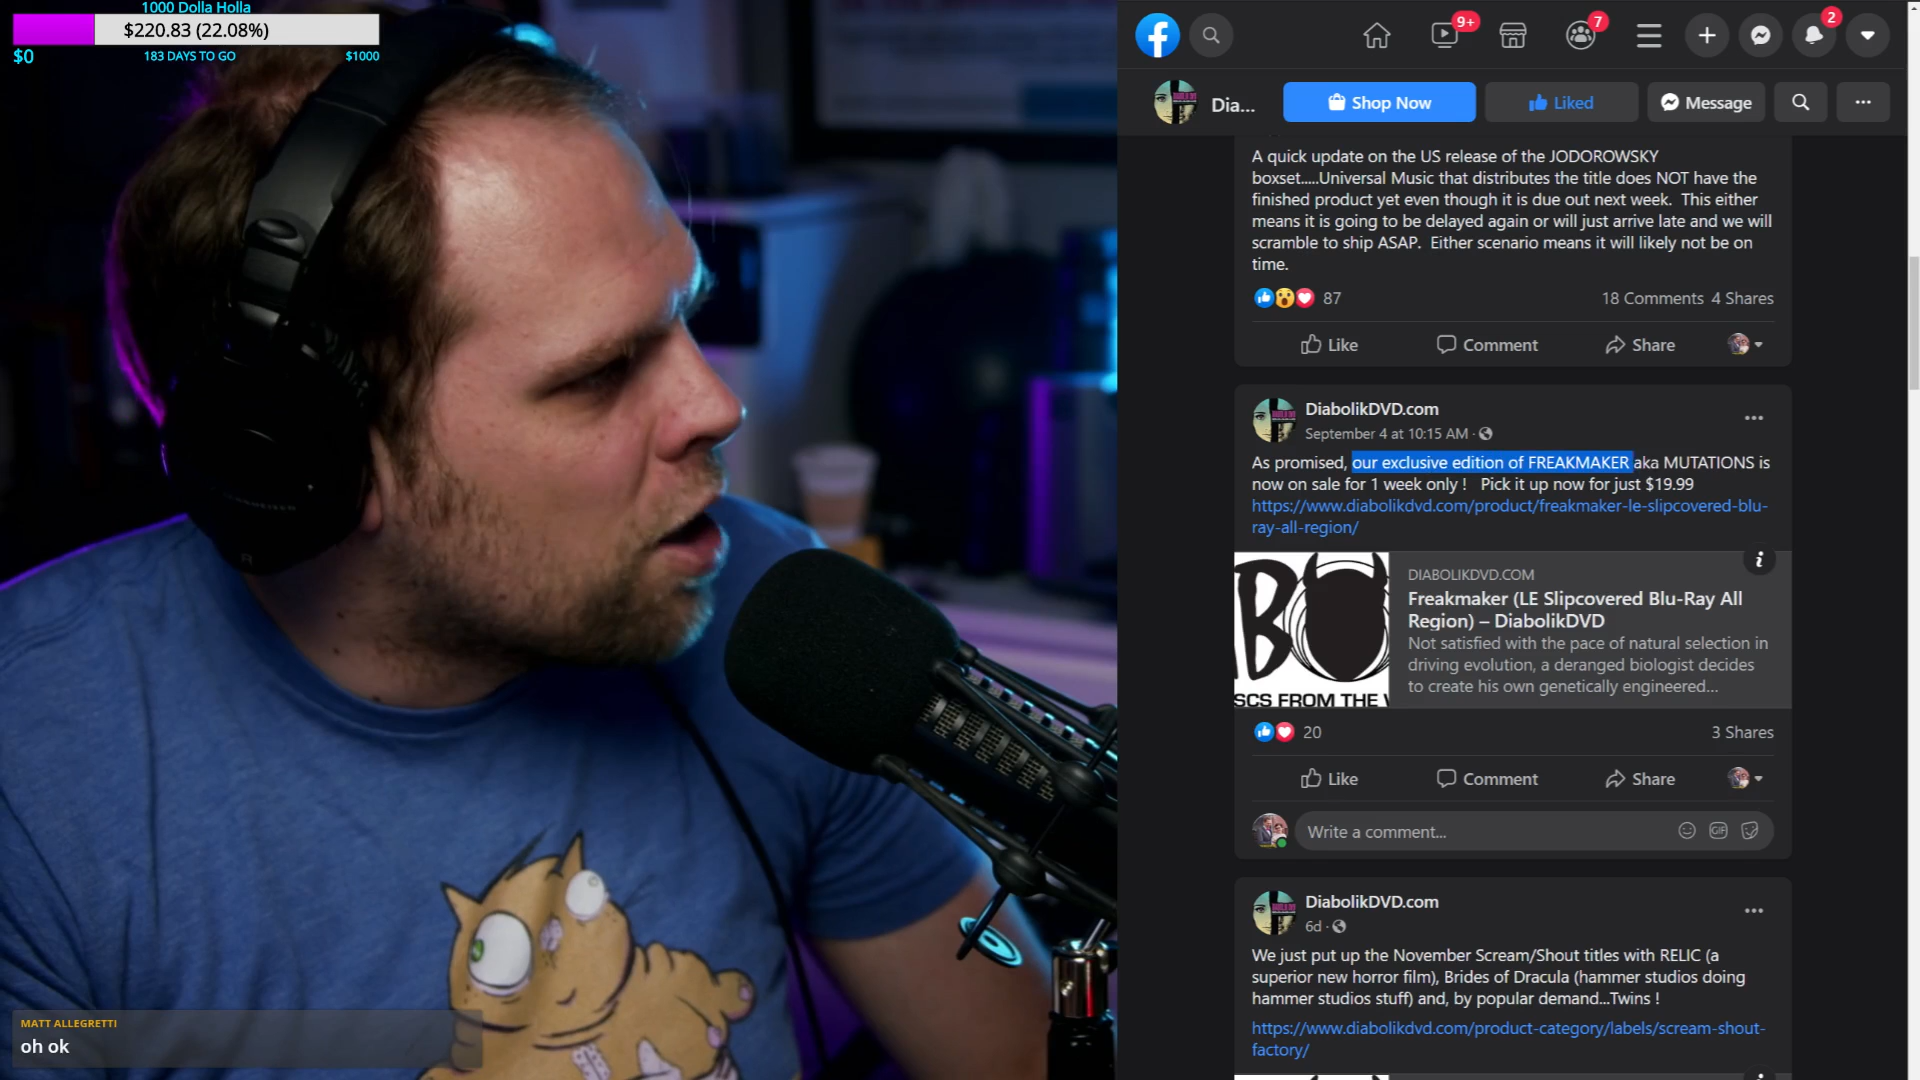 1000 Dolla Holla
$220.83 (22.08%)
$0
183 DAYS TO GO
$1000
9+
7
2
Dia...
Shop Now
Liked
Message
A quick update on the US release of the JODOROWSKY
boxset.....Universal Music that distributes the title does NOT have the
finished product yet even though it is due out next week. This either
means it is going to be delayed again or will just arrive late and we will
scramble to ship ASAP. Either scenario means it will likely not be on
time.
87
18 Comments 4 Shares
Like
Comment
Share
DiabolikDVD.com
September 4 at 10:15 AM ·
As promised, our exclusive edition of FREAKMAKER aka MUTATIONS is
now on sale for 1 week only ! Pick it up now for just $19.99
https://www.diabolikdvd.com/product/freakmaker-le-slipcovered-blu-
ray-all-region/
DIABOLIKDVD.COM
Freakmaker (LE Slipcovered Blu-Ray All
Region) – DiabolikDVD
Not satisfied with the pace of natural selection in
driving evolution, a deranged biologist decides
to create his own genetically engineered...
20
3 Shares
Like
Comment
Share
Write a comment...
GIF
DiabolikDVD.com
6d ·
We just put up the November Scream/Shout titles with RELIC (a
superior new horror film), Brides of Dracula (hammer studios doing
hammer studios stuff) and, by popular demand...Twins !
https://www.diabolikdvd.com/product-category/labels/scream-shout-
factory/
MATT ALLEGRETTI
oh ok